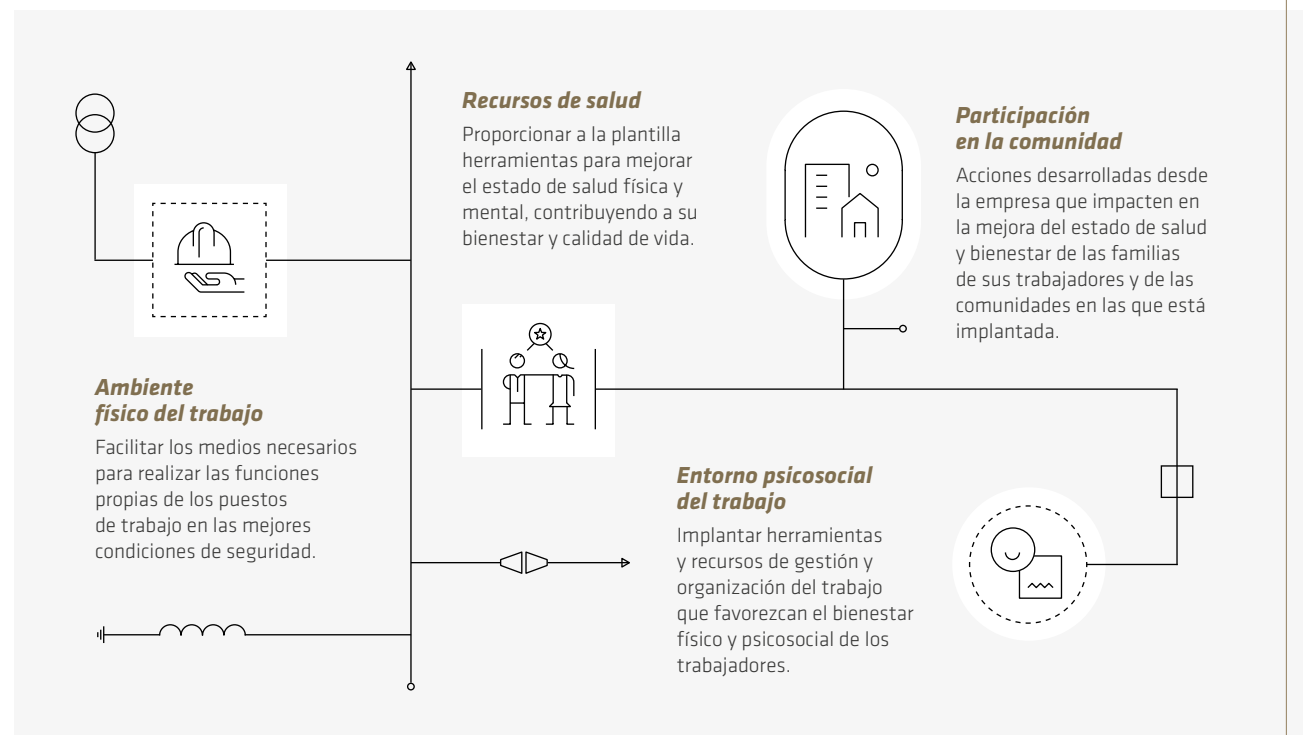 Recursos de salud
Proporcionar a la plantilla
herramientas para mejorar
el estado de salud física y
mental, contribuyendo a su
bienestar y calidad de vida.
Participación
en la comunidad
Acciones desarrolladas desde
la empresa que impacten en
la mejora del estado de salud
y bienestar de las familias
de sus trabajadores y de las
comunidades en las que está
implantada.
Ambiente
físico del trabajo
Facilitar los medios necesarios
para realizar las funciones
propias de los puestos
de trabajo en las mejores
condiciones de seguridad.
Entorno psicosocial
del trabajo
Implantar herramientas
y recursos de gestión y
organización del trabajo
que favorezcan el bienestar
físico y psicosocial de los
trabajadores.